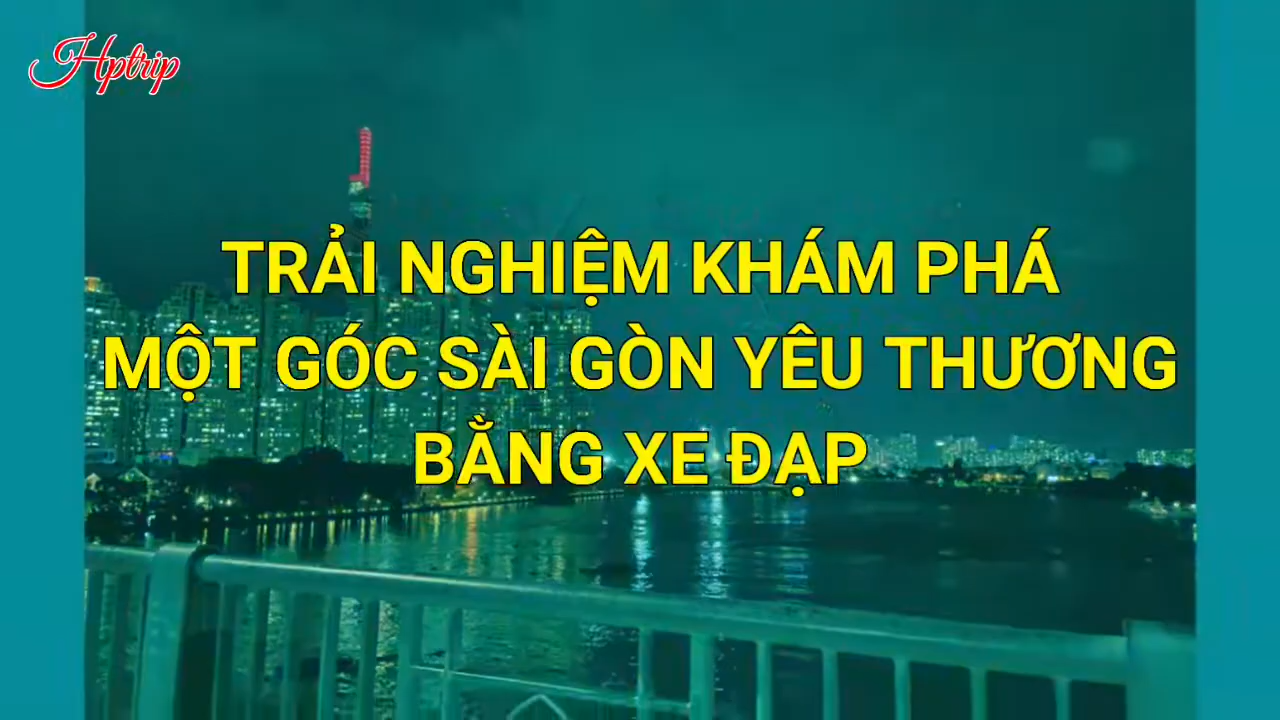 Hptrip
TRẢI NGHIỆM KHÁM PHÁ
MỘT GÓC SÀI GÒN YÊU THƯƠNG
BẰNG XE ĐẠP